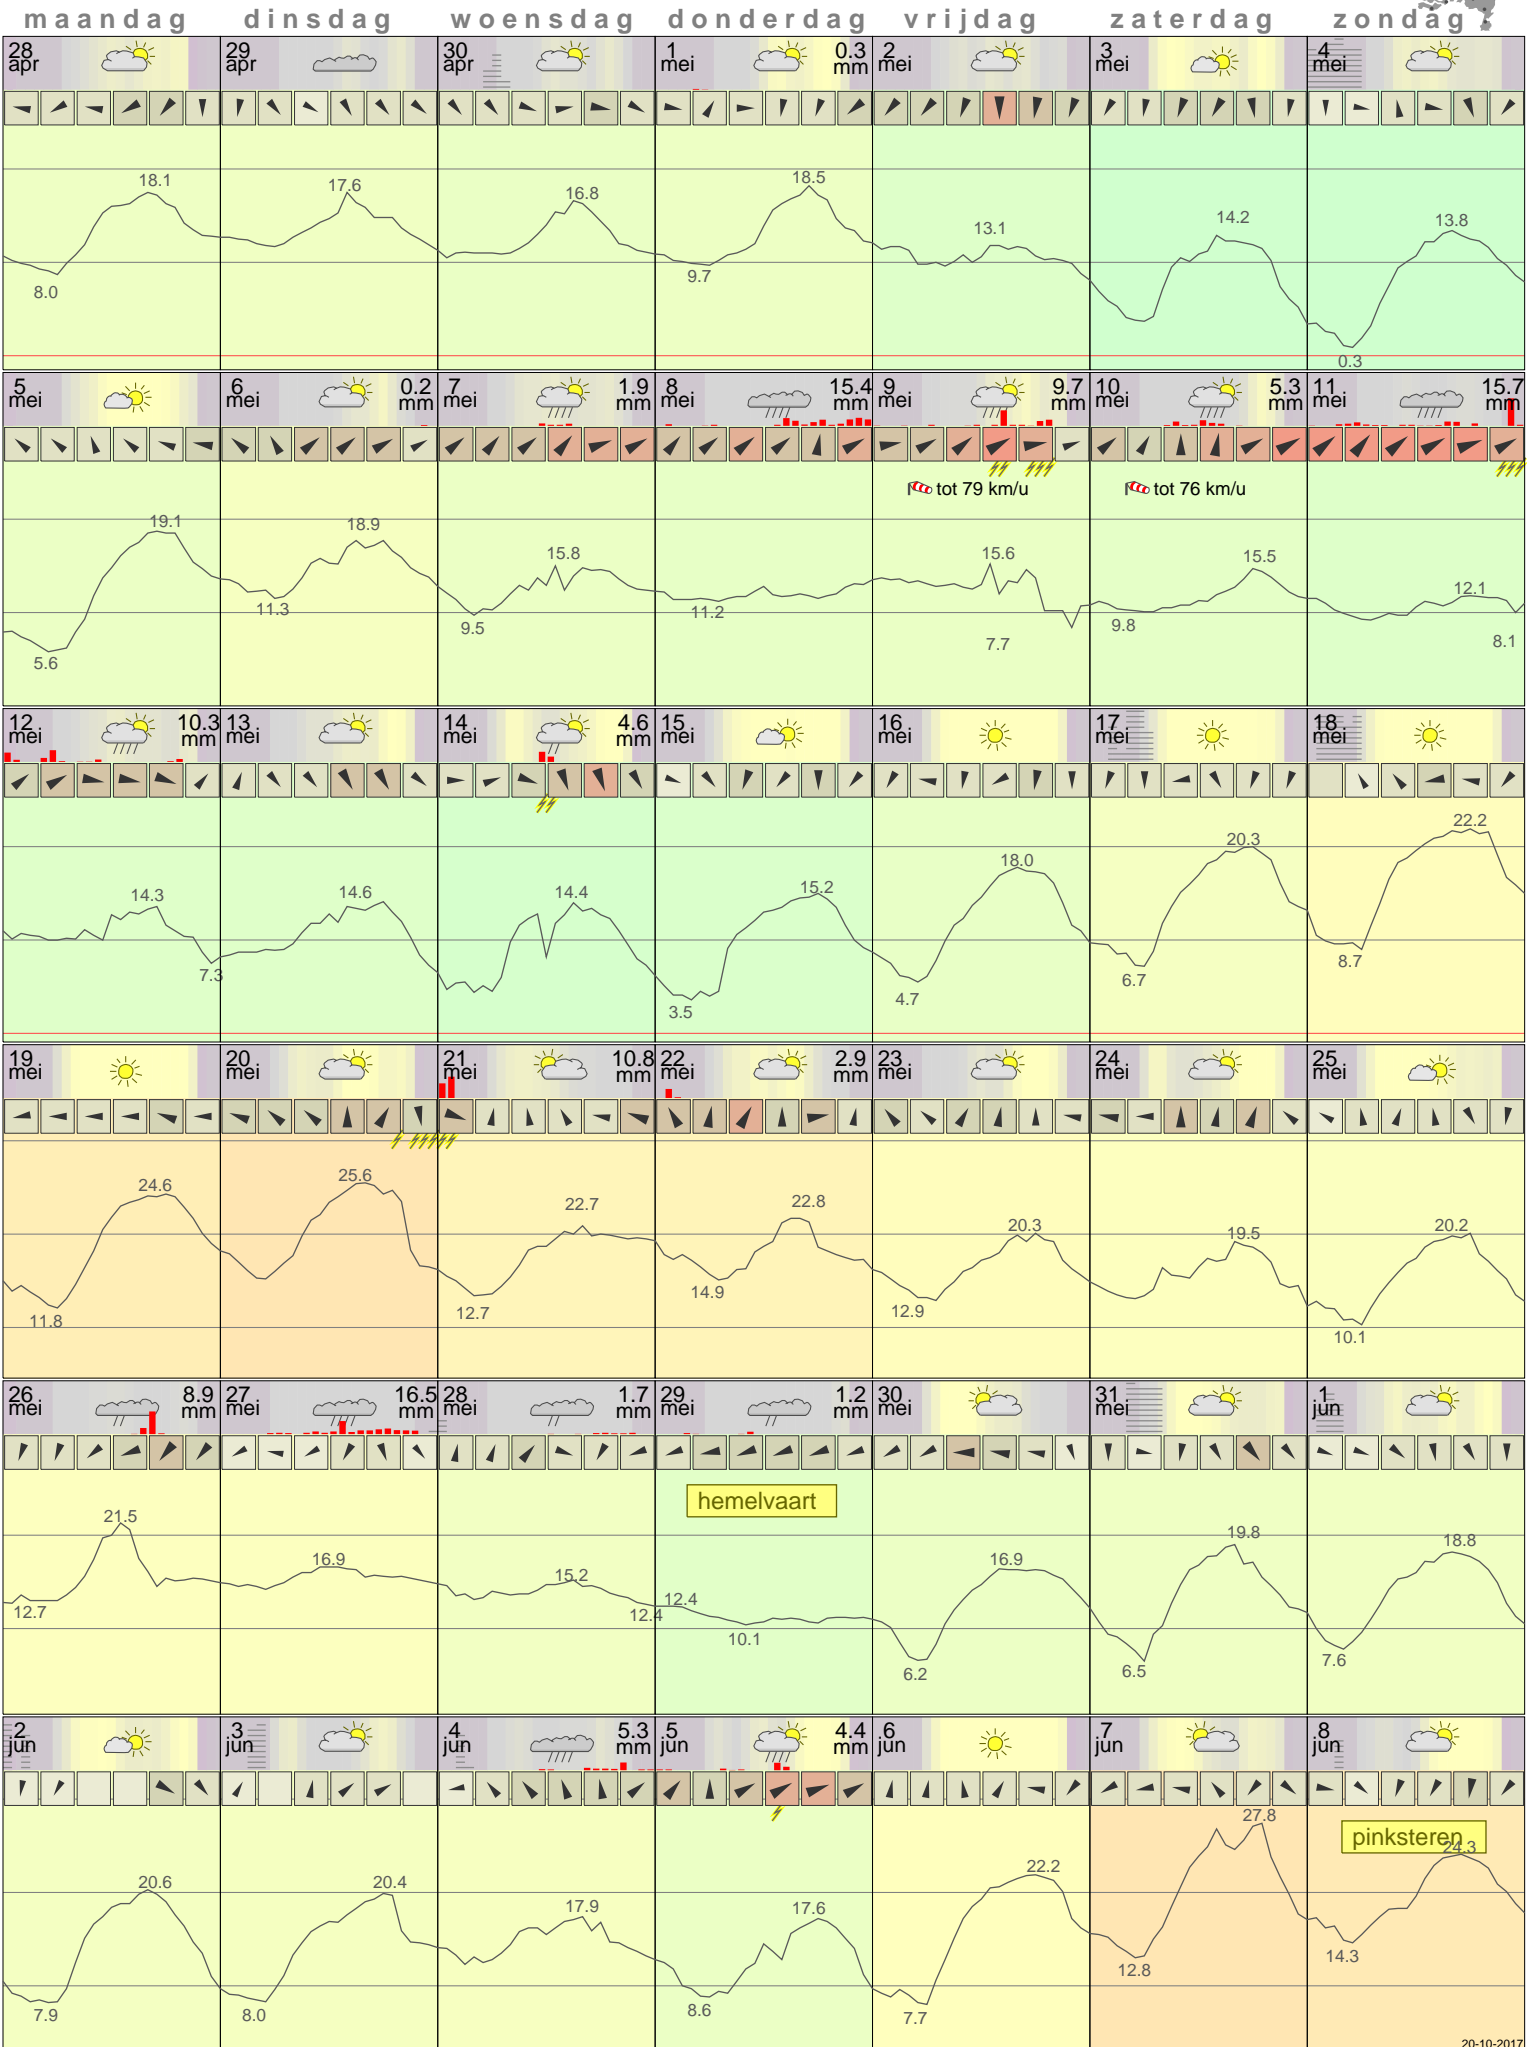 maandag dinsdag woensdag donderdag vrijdag zaterdag zondag
28 29 30 1 0.3 2 3 4
apr apr apr mei mm mei mei mei
18.1 17.6 16.8 18.5 13.1 14.2 13.8
8.0 9.7 0.3
5 6 0.2 7 1.9 8 15.4 9 9.7 10 5.3 11 15.7
mei mei mm mei mm mei mm mei mm mei mm mei mm
tot 79 km/u tot 76 km/u
19.1 18.9 15.8 15.6 15.5 12.1
5.6 11.3 9.5 11.2 7.7 9.8 8.1
12 10.3 13 14 4.6 15 16 17 18
mei mm mei mei mm mei mei mei mei
14.3 14.6 14.4 15.2 18.0 20.3 22.2
7.3 3.5 4.7 6.7 8.7
19 20 21 10.8 22 2.9 23 24 25
mei mei mei mm mei mm mei mei mei
24.6 25.6 22.7 22.8 20.3 19.5 20.2
11.8 12.7 14.9 12.9 10.1
26 8.9 27 16.5 28 1.7 29 1.2 30 31 1
mei mm mei mm mei mm mei mm mei mei jun
hemelvaart
21.5 16.9 15.2 12.4 16.9 19.8 18.8
12.7 12.4 10.1 6.2 6.5 7.6
2 3 4 5.3 5 4.4 6 7 8
jun jun jun mm jun mm jun jun jun
pinksteren
20.6 20.4 17.9 17.6 22.2 27.8 24.3
7.9 8.0 8.6 7.7 12.8 14.3
20-10-2017